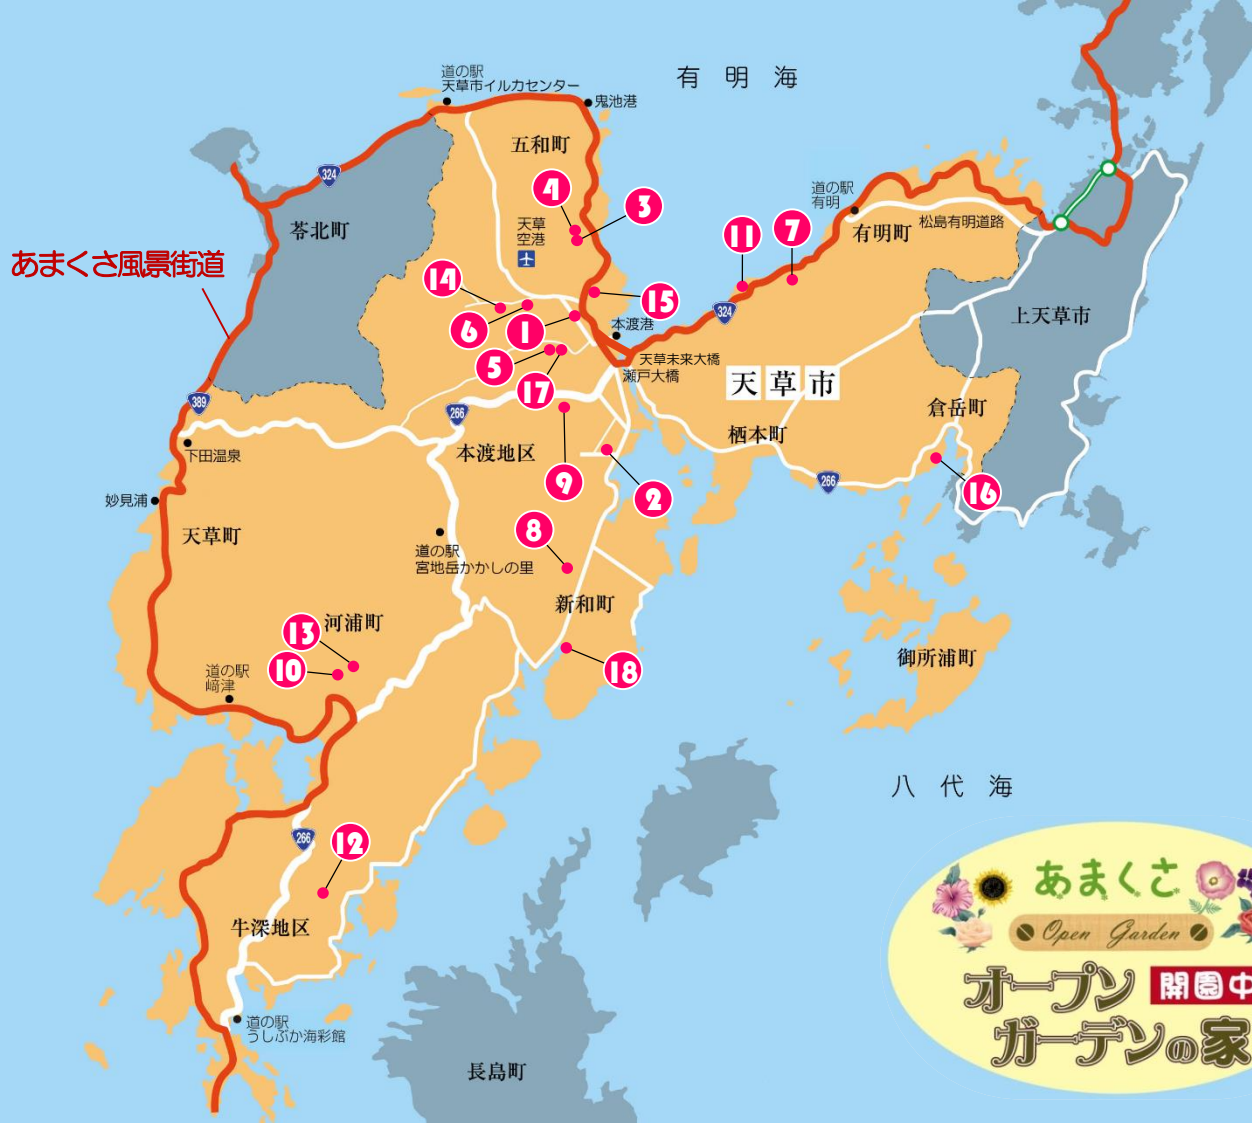 有明海
道の駅
天草市イルカセンター
鬼池港
五和町
324
4
3
道の駅
有明
苓北町
天草
空港
11
7
有明町
松島有明道路
あまくさ風景街道
14
15
324
上天草市
6
1
本渡港
5
天草未来大橋
瀬戸大橋
17
天草市
389
266
倉岳町
下田温泉
本渡地区
栖本町
9
2
266
16
妙見浦
天草町
8
道の駅
宮地岳かかしの里
新和町
13
河浦町
10
道の駅
﨑津
18
御所浦町
八代海
266
12
牛深地区
道の駅
うしぶか海彩館
長島町
あまくさ
Open Garden
オープン 開園中
ガーデンの家